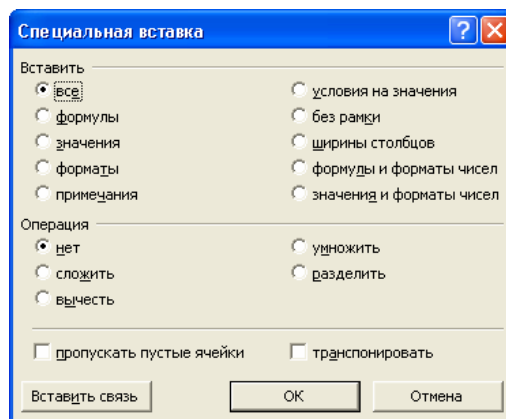 Специальная вставка
Вставить
все
условия на значения
формулы
без рамки
значения
ширины столбцов
форматы
формулы и форматы чисел
примечания
значения и форматы чисел
Операция
нет
умножить
сложить
разделить
вычесть
пропускать пустые ячейки
транспонировать
Вставить связь
ОК
Отмена